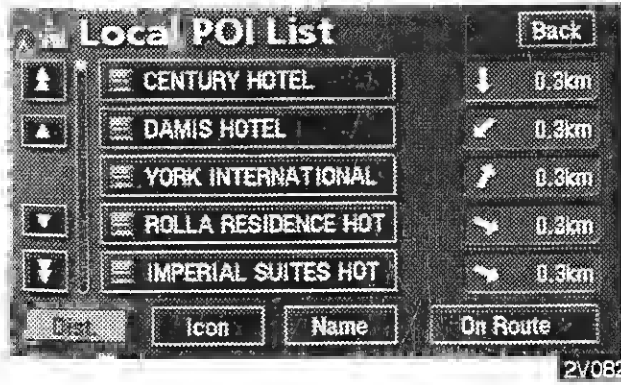 Local POI List Back
CENTURY HOTEL 0.3km
DAMIS HOTEL 0.3km
YORK INTERNATIONAL 0.3km
ROLLA RESIDENCE HOT 0.3km
IMPERIAL SUITES HOT 0.3km
Dist. Icon Name On Route
2V082